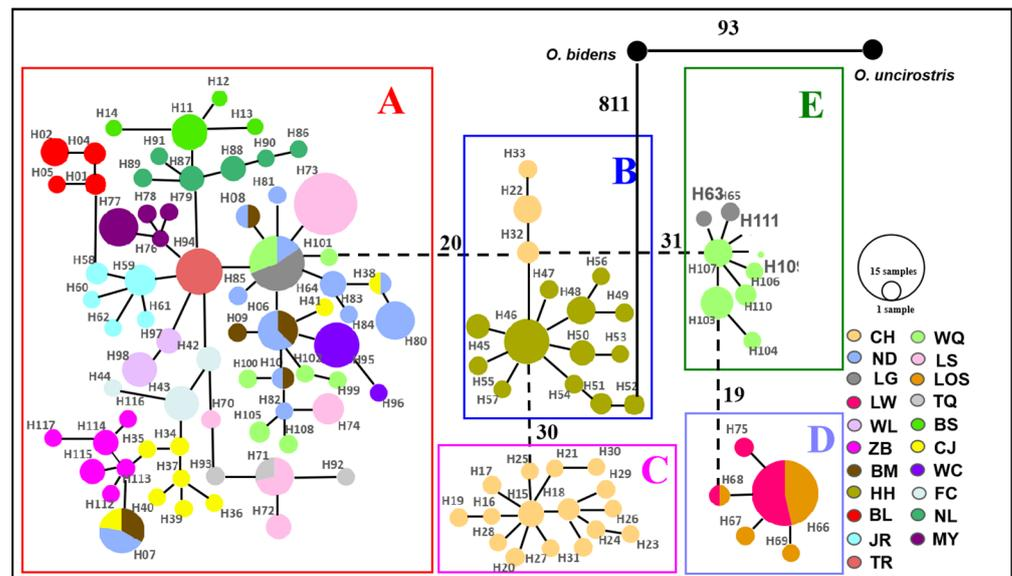 93
O. bidens
O. uncirostris
811
A
B
E
H12
H14
H11
H13
H02
H04
H91
H90
H86
H05
H01
H89
H87
H88
H33
H73
H81
H78
H79
H77
H08
H22
H63
H65
H111
H76
H94
H101
20
H32
31
H58
H59
H85
H64
H38
H47
H56
H107
H109
H106
15 samples
H60
H61
H06
H41
H83
H48
H49
H110
1 sample
H62
H97
H09
H84
H46
H103
H98
H42
H80
H45
H50
H53
H104
H100
H10
H102
H95
H55
H44
H43
H99
H57
H54
H51
H52
H96
19
H116
H82
H70
H105
H74
H117
H114
H35
H34
H108
30
D
C
H115
H113
H37
H93
H71
H92
H25
H21
H30
H75
H17
H29
H112
H40
H15
H18
H68
H39
H36
H72
H19
H16
H26
H66
H07
H28
H24
H23
H67
H69
H20
H27
H31
CH
WQ
ND
LS
LG
LOS
LW
TQ
WL
BS
ZB
CJ
BM
WC
HH
FC
BL
NL
JR
MY
TR